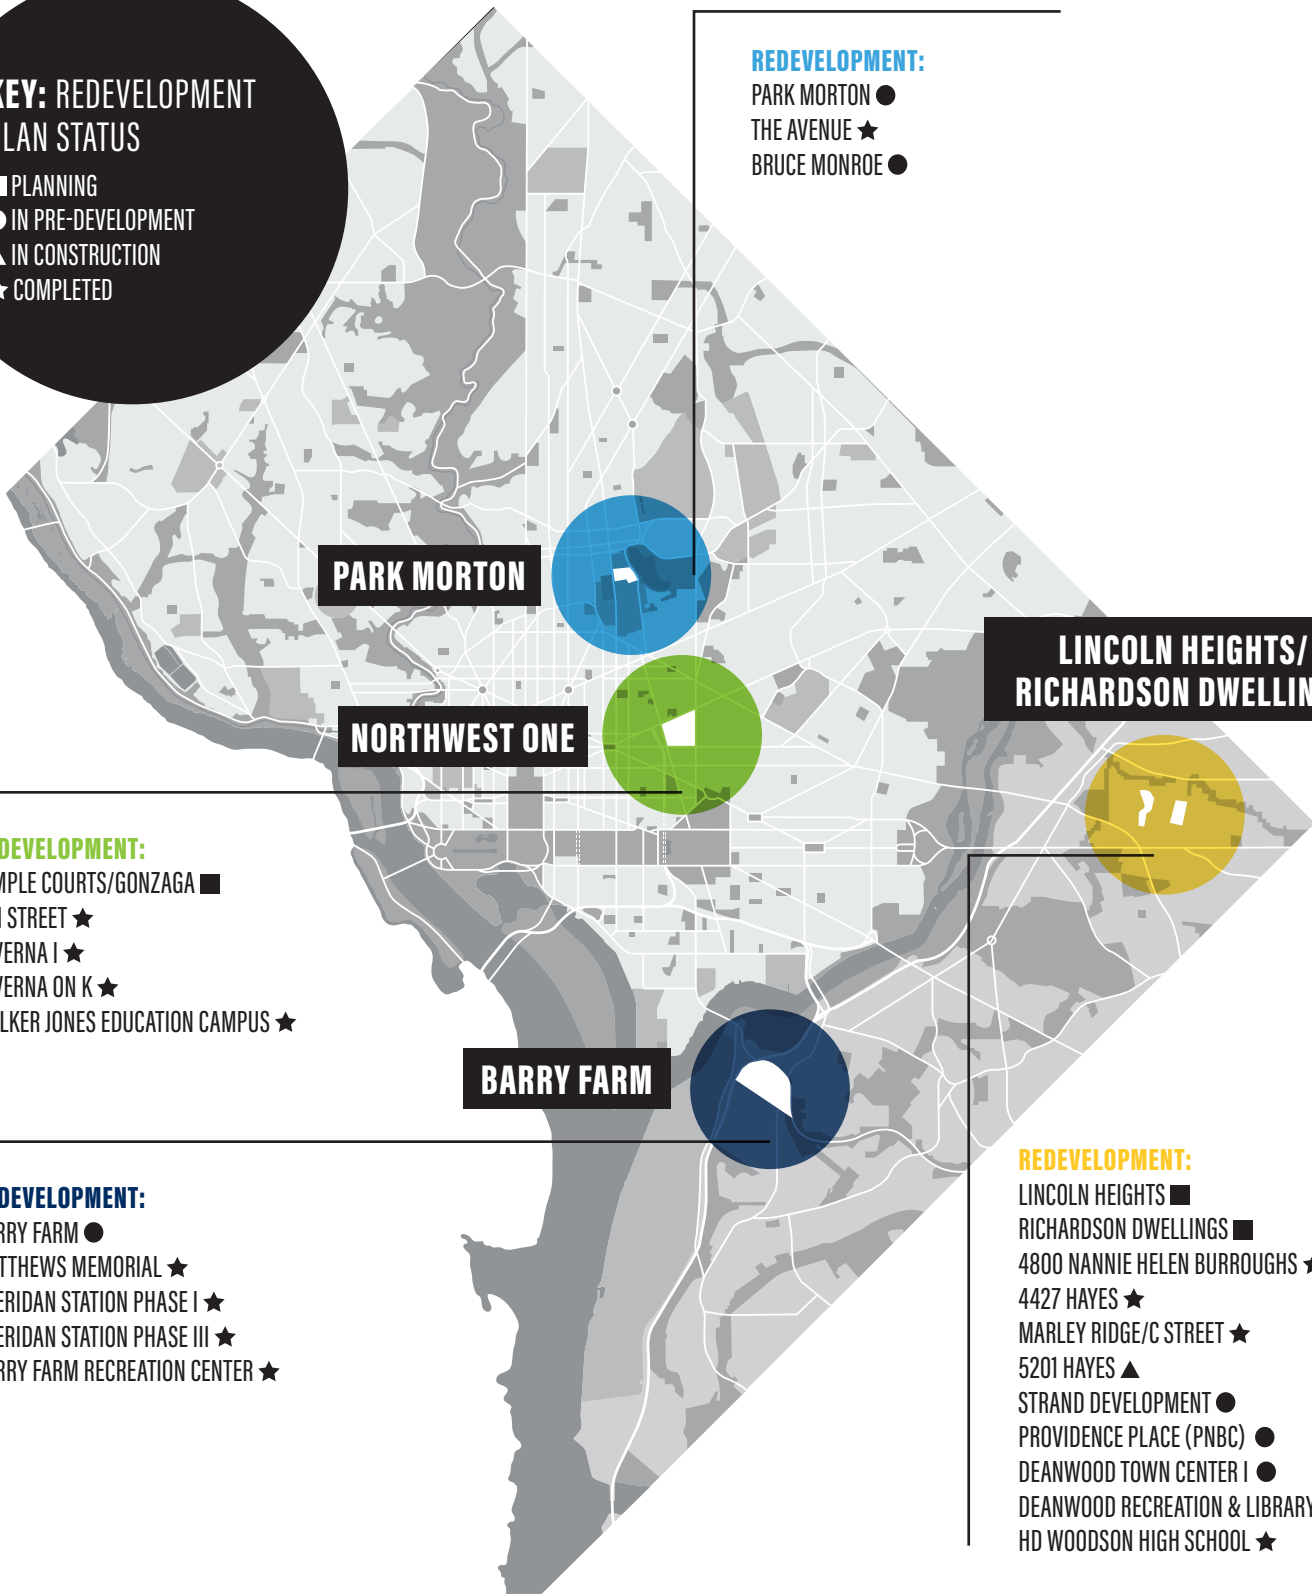 KEY: REDEVELOPMENT
LAN STATUS
PLANNING
IN PRE-DEVELOPMENT
IN CONSTRUCTION
COMPLETED
REDEVELOPMENT:
PARK MORTON
THE AVENUE
BRUCE MONROE
PARK MORTON
NORTHWEST ONE
LINCOLN HEIGHTS/
RICHARDSON DWELLIN
DEVELOPMENT:
MPLE COURTS/GONZAGA
STREET
VERNA I
VERNA ON K
LKER JONES EDUCATION CAMPUS
BARRY FARM
DEVELOPMENT:
RRY FARM
TTHEWS MEMORIAL
ERIDAN STATION PHASE I
ERIDAN STATION PHASE III
RRY FARM RECREATION CENTER
REDEVELOPMENT:
LINCOLN HEIGHTS
RICHARDSON DWELLINGS
4800 NANNIE HELEN BURROUGHS
4427 HAYES
MARLEY RIDGE/C STREET
5201 HAYES
STRAND DEVELOPMENT
PROVIDENCE PLACE (PNBC)
DEANWOOD TOWN CENTER I
DEANWOOD RECREATION & LIBRARY
HD WOODSON HIGH SCHOOL